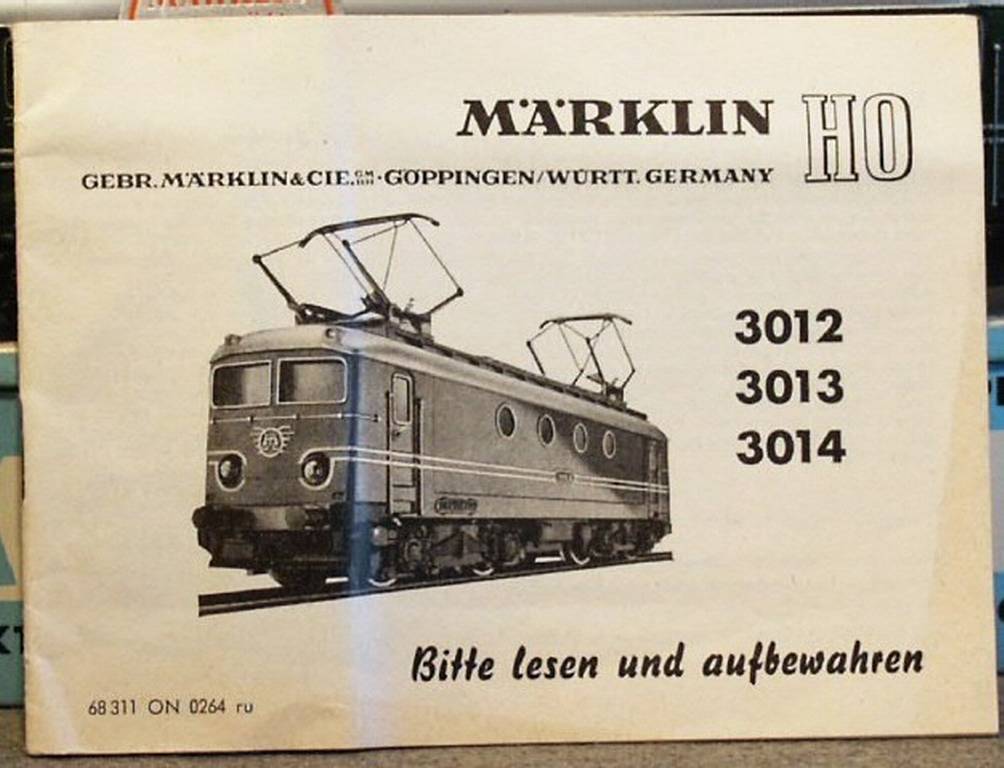 MÄRKLIN HO
GEBR. MÄRKLIN & CIE. GMBH · GÖPPINGEN/WÜRTT. GERMANY
3012
3013
3014
Bitte lesen und aufbewahren
68 311 ON 0264 ru